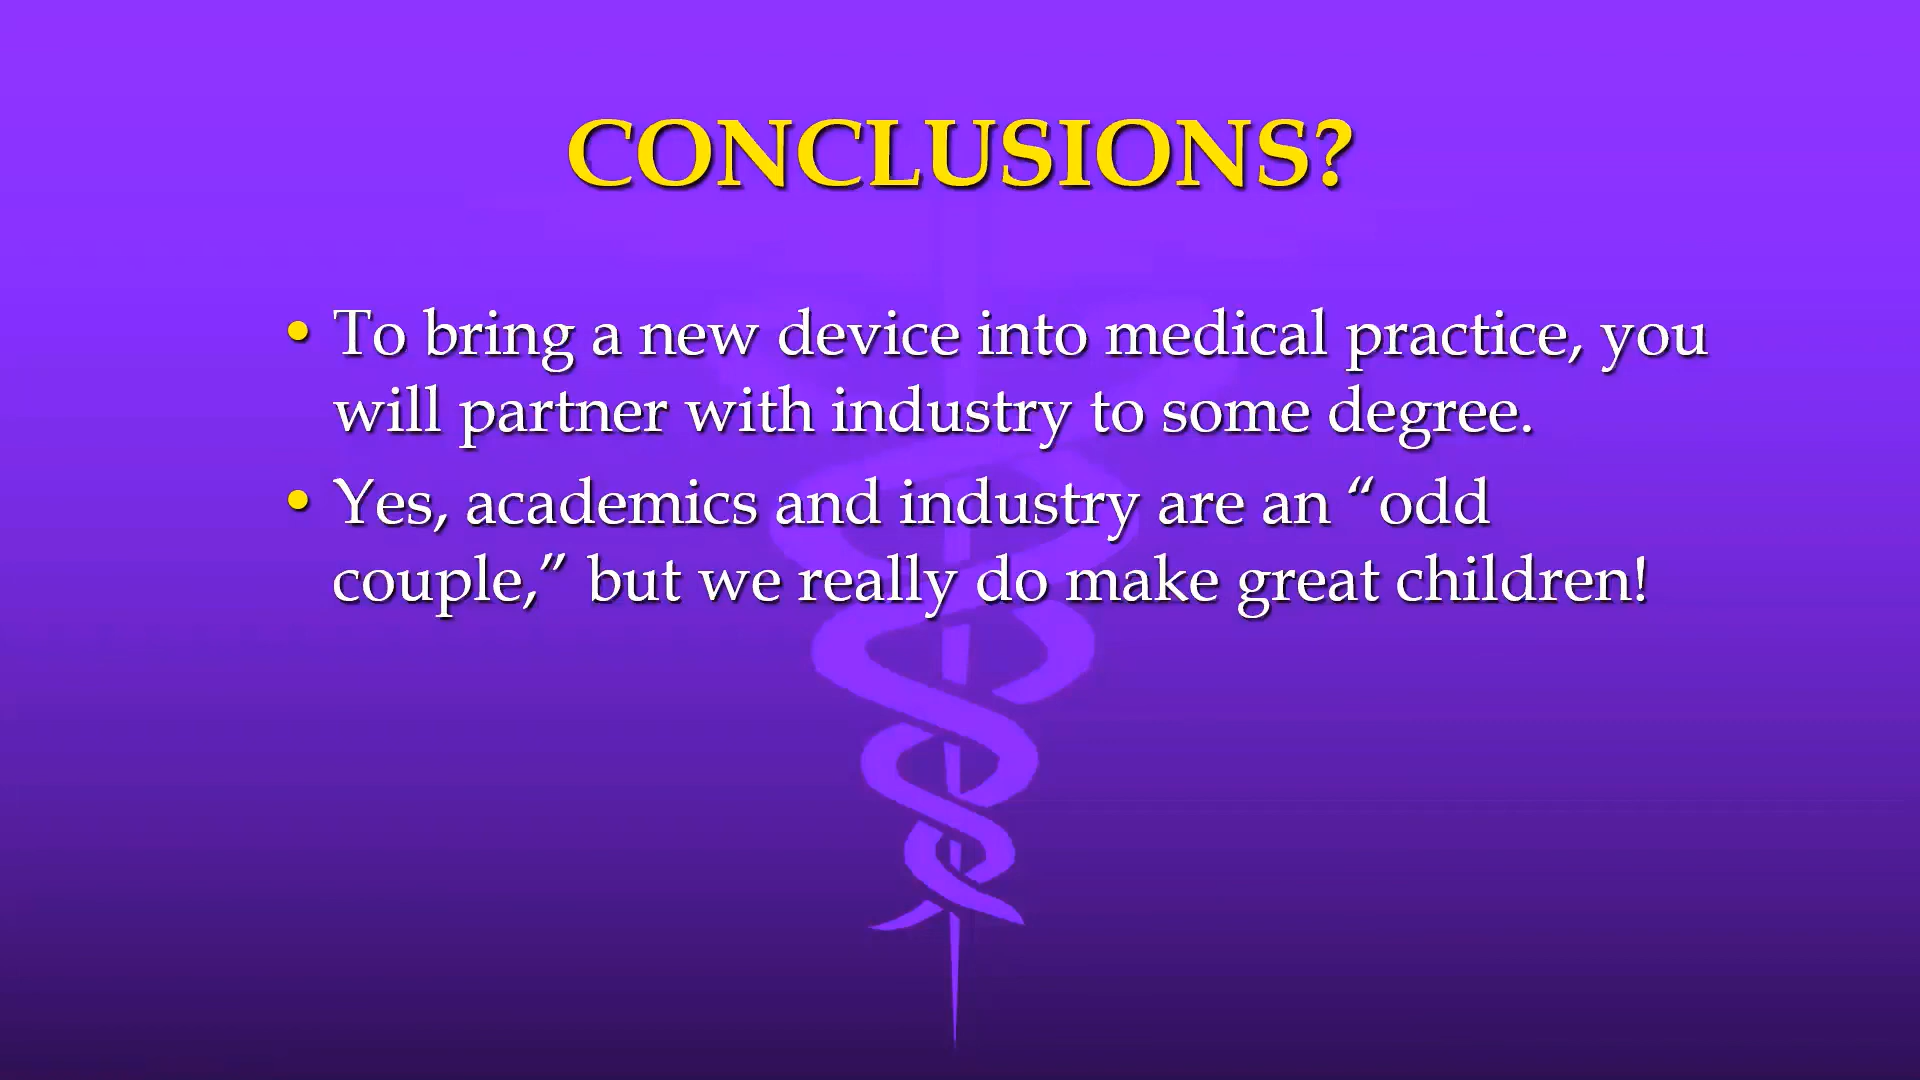 CONCLUSIONS?
• To bring a new device into medical practice, you
will partner with industry to some degree.
• Yes, academics and industry are an “odd
couple,” but we really do make great children!